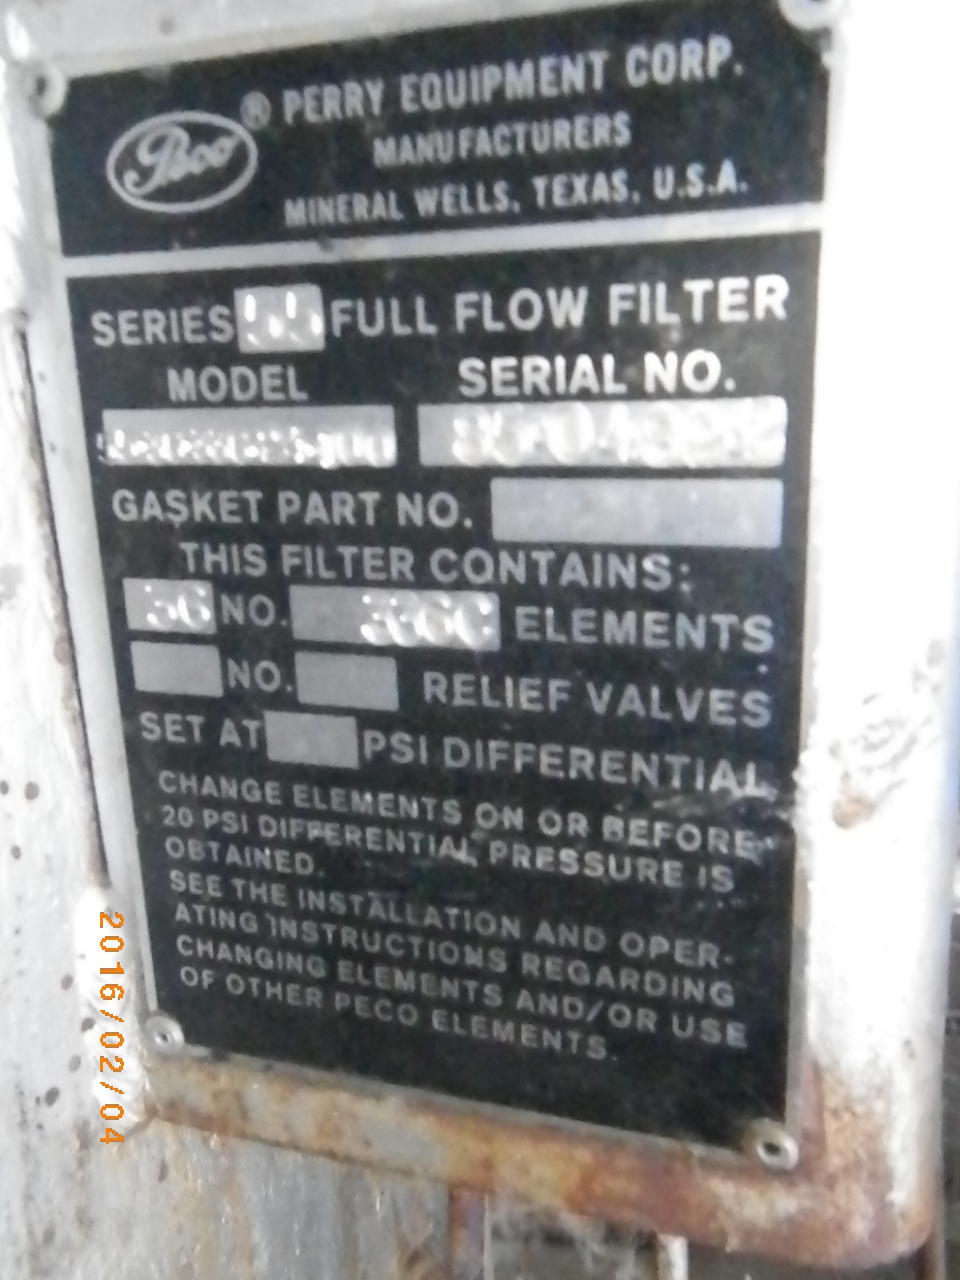 Peco ® PERRY EQUIPMENT CORP.
MANUFACTURERS
MINERAL WELLS, TEXAS, U.S.A.
SERIES 55 FULL FLOW FILTER
MODEL SERIAL NO.
GASKET PART NO.
THIS FILTER CONTAINS:
36 NO. 336C ELEMENTS
NO. RELIEF VALVES
SET AT PSI DIFFERENTIAL
CHANGE ELEMENTS ON OR BEFORE
20 PSI DIFFERENTIAL PRESSURE IS
OBTAINED.
SEE THE INSTALLATION AND OPER-
ATING INSTRUCTIONS REGARDING
CHANGING ELEMENTS AND/OR USE
OF OTHER PECO ELEMENTS.
2016/02/04